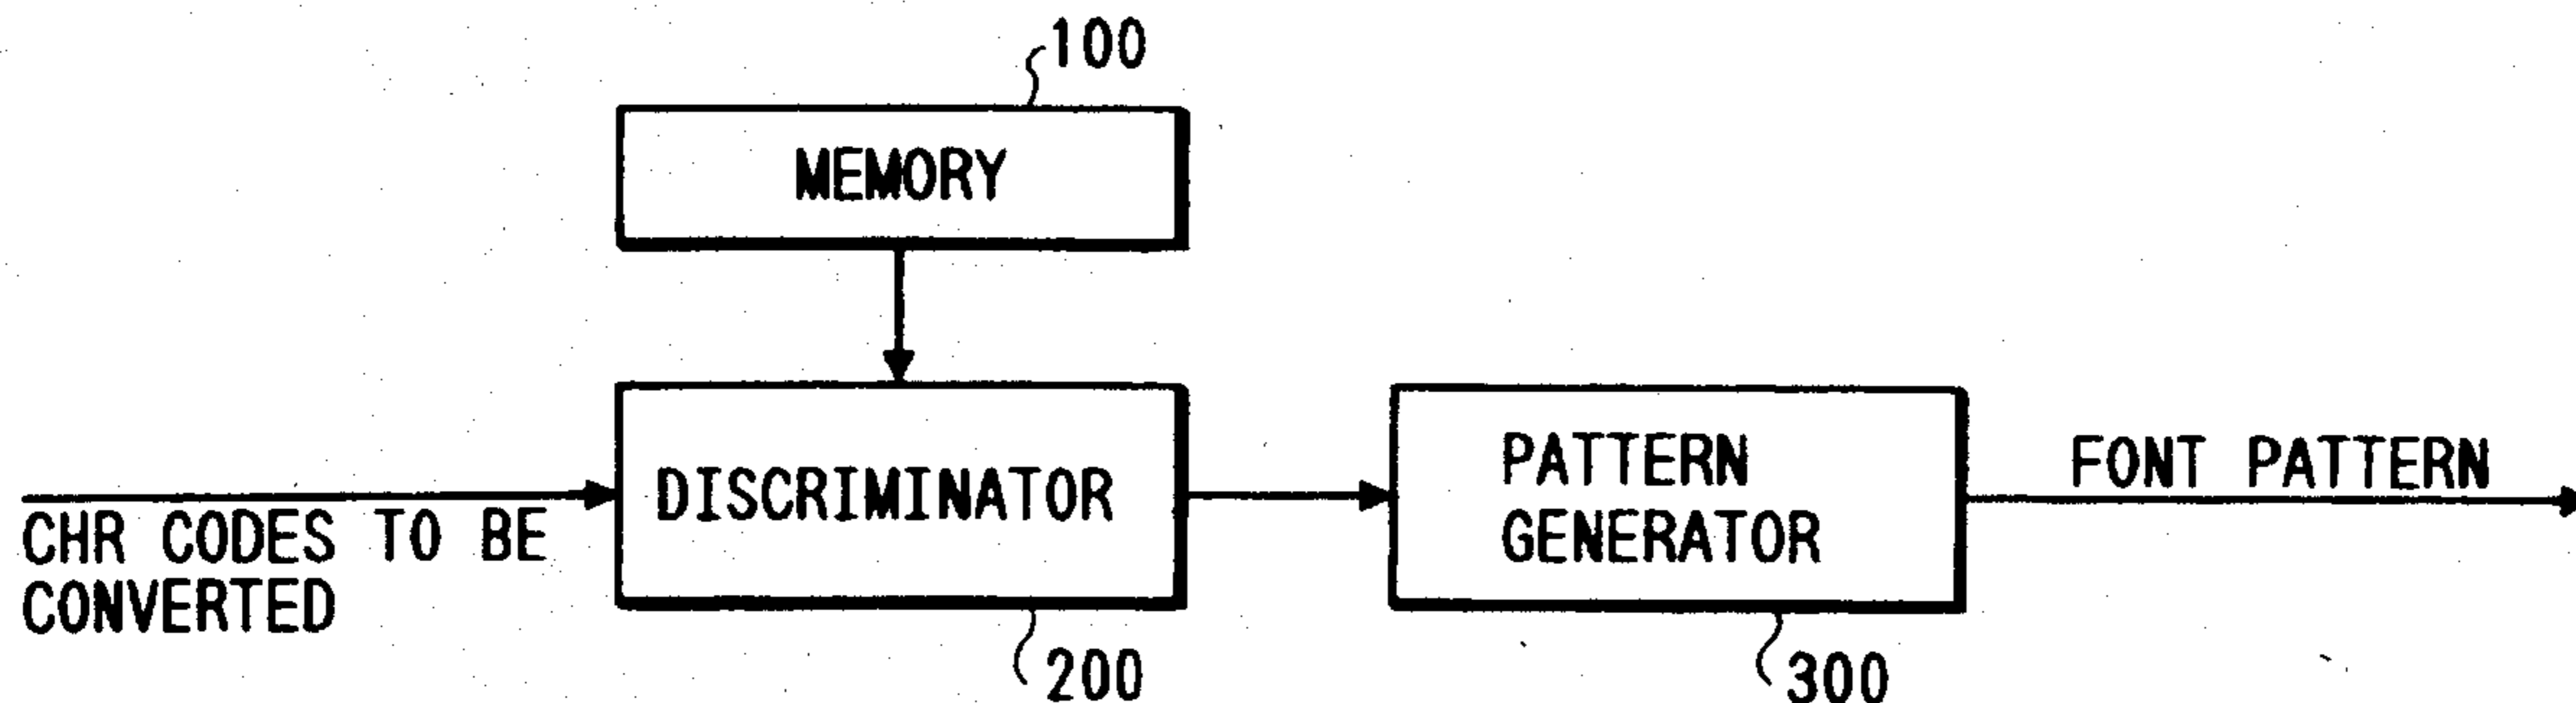 100
MEMORY
DISCRIMINATOR
PATTERN
GENERATOR
FONT PATTERN
CHR CODES TO BE
CONVERTED
200
300